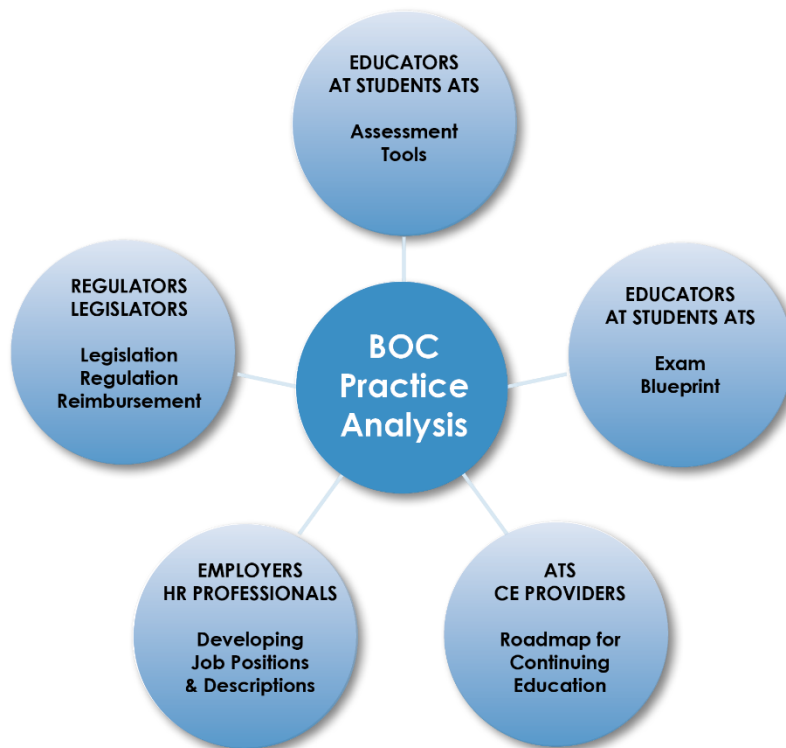 EDUCATORS
AT STUDENTS ATS
Assessment
Tools
REGULATORS
LEGISLATORS
Legislation
Regulation
Reimbursement
BOC
Practice
Analysis
EDUCATORS
AT STUDENTS ATS
Exam
Blueprint
EMPLOYERS
HR PROFESSIONALS
Developing
Job Positions
& Descriptions
ATS
CE PROVIDERS
Roadmap for
Continuing
Education